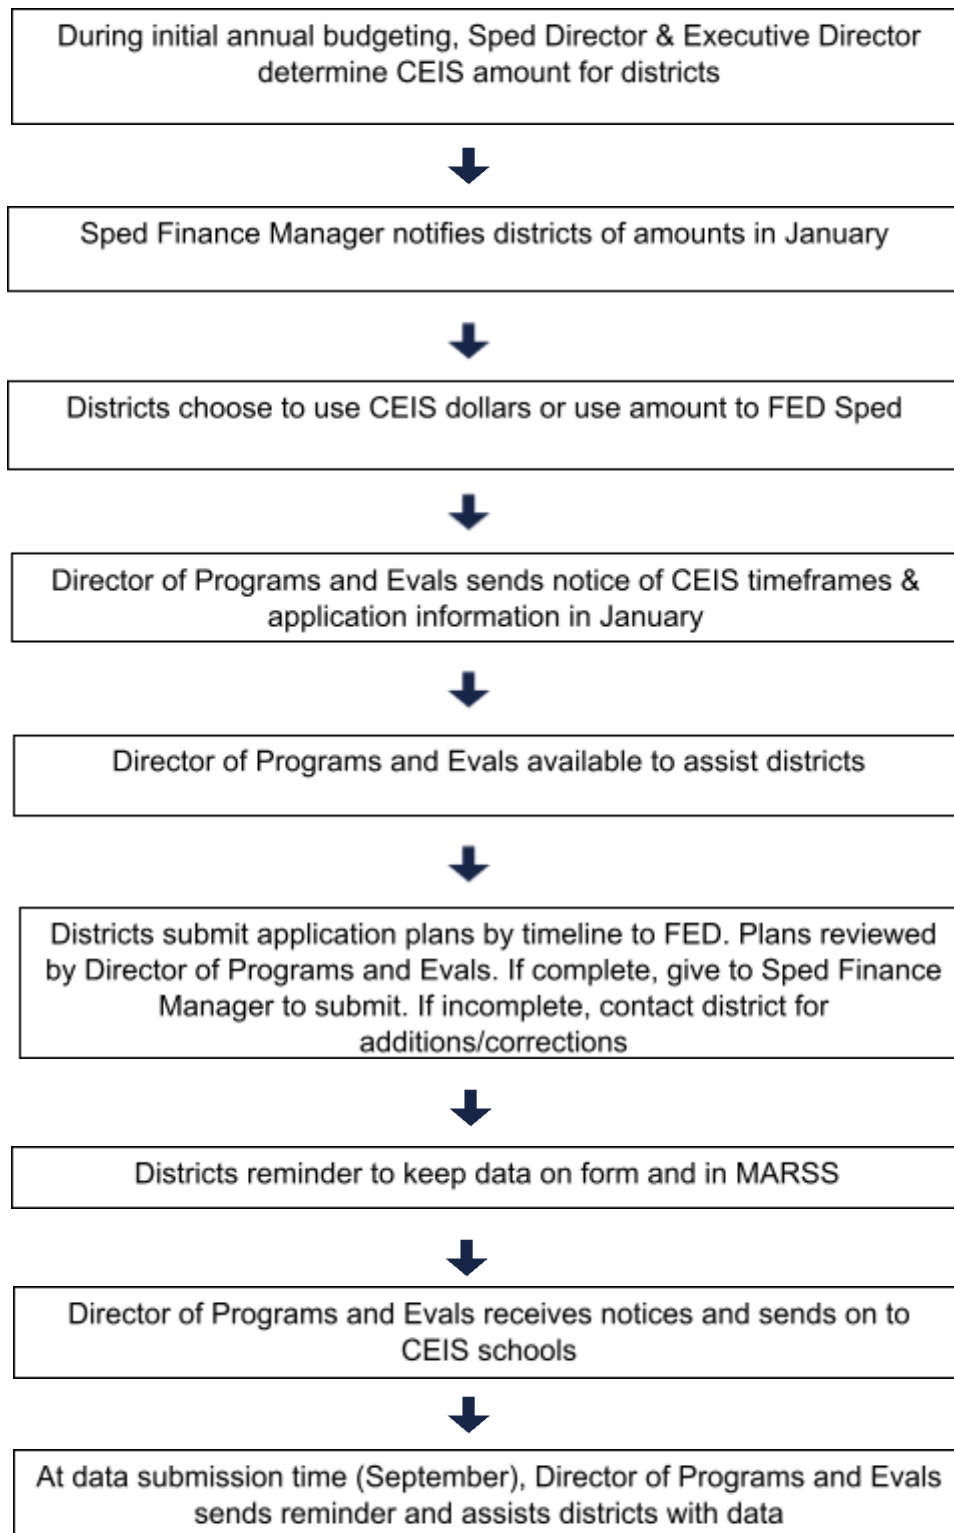 During initial annual budgeting, Sped Director & Executive Director
determine CEIS amount for districts
Sped Finance Manager notifies districts of amounts in January
Districts choose to use CEIS dollars or use amount to FED Sped
Director of Programs and Evals sends notice of CEIS timeframes &
application information in January
Director of Programs and Evals available to assist districts
Districts submit application plans by timeline to FED. Plans reviewed
by Director of Programs and Evals. If complete, give to Sped Finance
Manager to submit. If incomplete, contact district for
additions/corrections
Districts reminder to keep data on form and in MARSS
Director of Programs and Evals receives notices and sends on to
CEIS schools
At data submission time (September), Director of Programs and Evals
sends reminder and assists districts with data